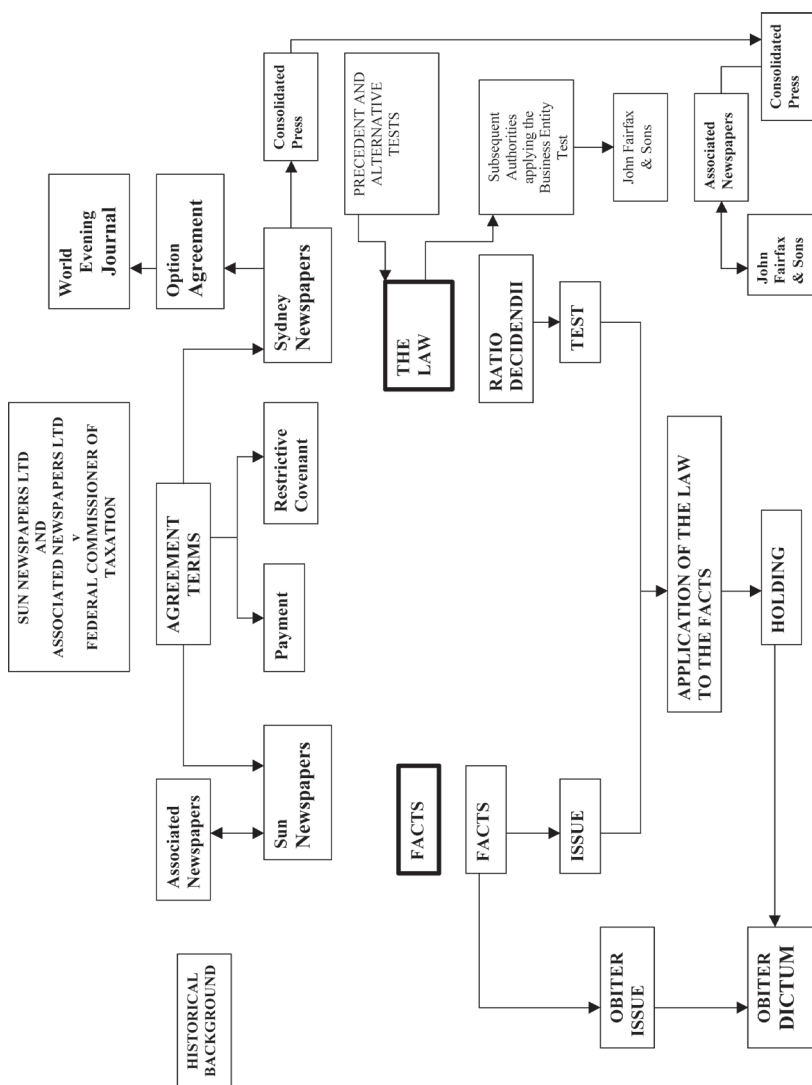 SUN NEWSPAPERS LTD
AND
ASSOCIATED NEWSPAPERS LTD
v
FEDERAL COMMISSIONER OF
TAXATION
HISTORICAL
BACKGROUND
Associated
Newspapers
AGREEMENT
TERMS
Option
Agreement
World
Evening
Journal
Sun
Newspapers
Payment
Restrictive
Covenant
Sydney
Newspapers
Consolidated
Press
FACTS
THE
LAW
PRECEDENT AND
ALTERNATIVE
TESTS
FACTS
RATIO
DECIDENDII
Subsequent
Authorities
applying the
Business Entity
Test
ISSUE
TEST
John Fairfax
& Sons
OBITER
ISSUE
APPLICATION OF THE LAW
TO THE FACTS
Associated
Newspapers
OBITER
DICTUM
HOLDING
John
Fairfax
& Sons
Consolidated
Press